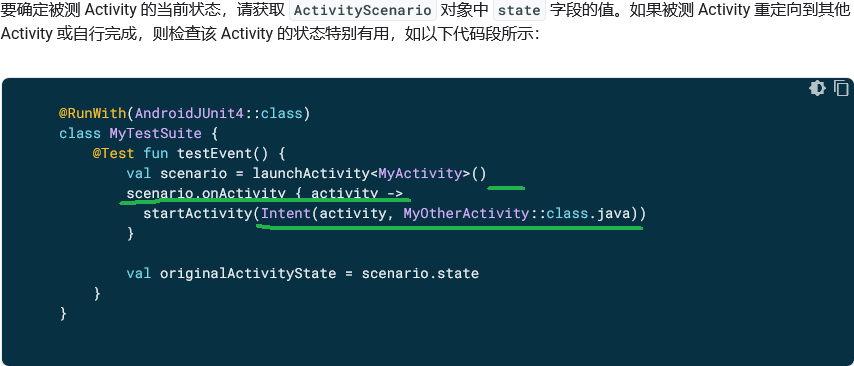 要确定被测 Activity 的当前状态，请获取 ActivityScenario 对象中 state 字段的值。如果被测 Activity 重定向到其他
Activity 或自行完成，则检查该 Activity 的状态特别有用，如以下代码段所示：
@RunWith(AndroidJUnit4::class)
class MyTestSuite {
@Test fun testEvent() {
val scenario = launchActivity<MyActivity>()
scenario.onActivity { activity ->
startActivity(Intent(activity, MyOtherActivity::class.java))
}
val originalActivityState = scenario.state
}
}